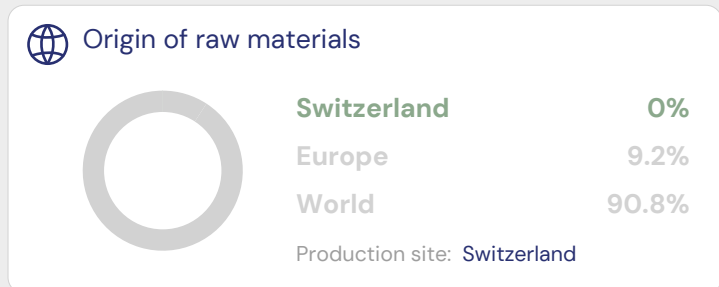 Origin of raw materials
Switzerland 0%
Europe 9.2%
World 90.8%
Production site: Switzerland